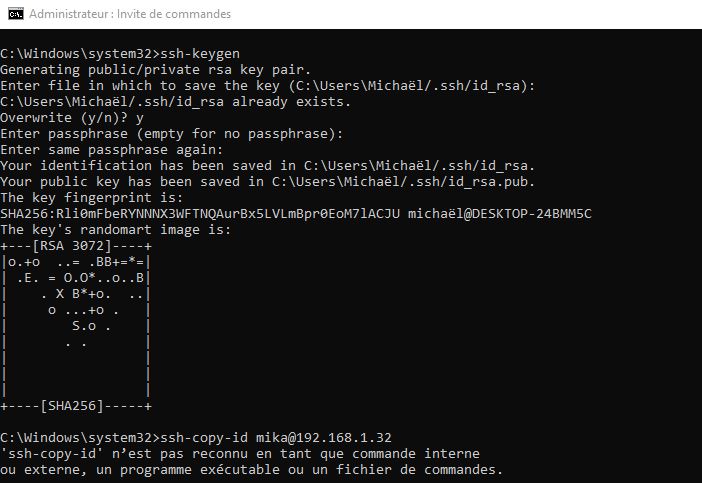 Administrateur : Invite de commandes
C:\Windows\system32>ssh-keygen
Generating public/private rsa key pair.
Enter file in which to save the key (C:\Users\Michaël/.ssh/id_rsa):
C:\Users\Michaël/.ssh/id_rsa already exists.
Overwrite (y/n)? y
Enter passphrase (empty for no passphrase):
Enter same passphrase again:
Your identification has been saved in C:\Users\Michaël/.ssh/id_rsa.
Your public key has been saved in C:\Users\Michaël/.ssh/id_rsa.pub.
The key fingerprint is:
SHA256:Rli0mFbeRYNNNX3WFTNQAurBx5LVLmBpr0EoM7lACJU michaël@DESKTOP-24BMM5C
The key's randomart image is:
+---[RSA 3072]----+
|o.+o  ..= .BB+=*=|
| .E. = O.O*..o..B|
|    . X B*+o.  ..|
|     o ...+o .   |
|        S.o .    |
|       . .       |
|                 |
|                 |
|                 |
+----[SHA256]-----+
C:\Windows\system32>ssh-copy-id mika@192.168.1.32
'ssh-copy-id' n’est pas reconnu en tant que commande interne
ou externe, un programme exécutable ou un fichier de commandes.